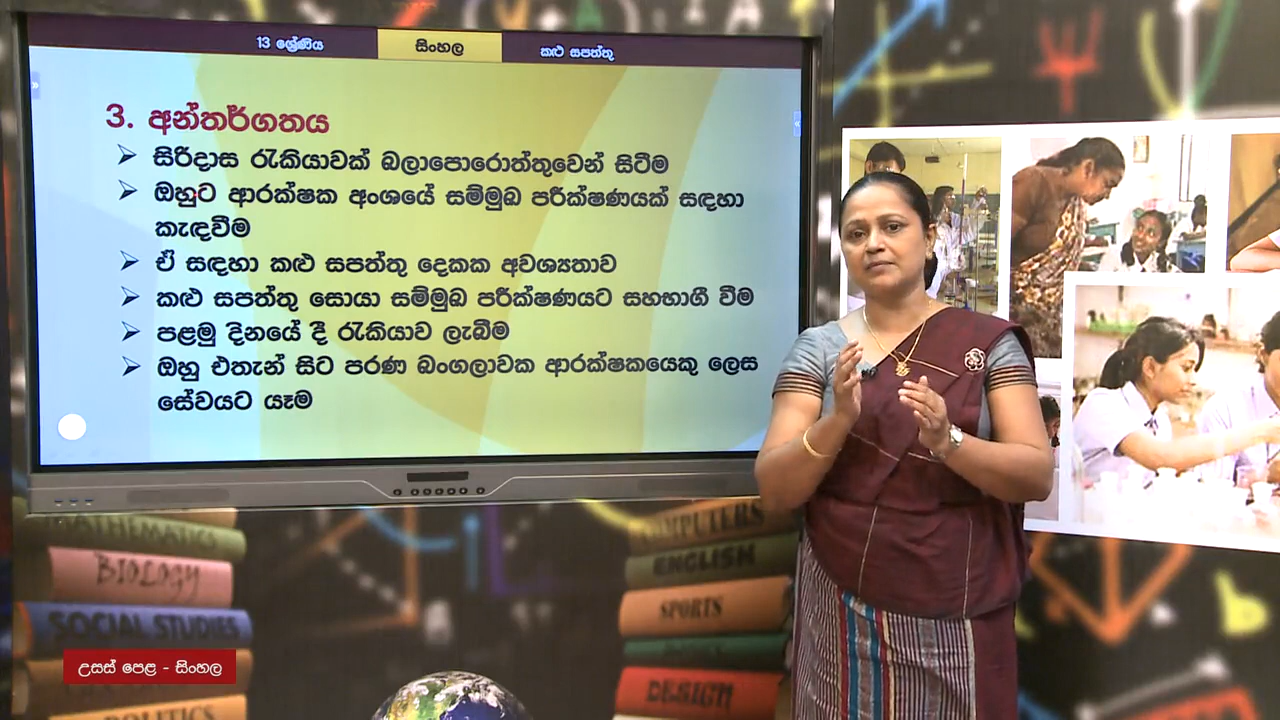 13 ශ්‍රේණිය
සිංහල
කළු සපත්තු
3. අන්තර්ගතය
සිරිදාස රැකියාවක් බලාපොරොත්තුවෙන් සිටීම
ඔහුට ආරක්ෂක අංශයේ සම්මුඛ පරීක්ෂණයක් සඳහා
කැඳවීම
ඒ සඳහා කළු සපත්තු දෙකක අවශ්‍යතාව
කළු සපත්තු සොයා සම්මුඛ පරීක්ෂණයට සහභාගී වීම
පළමු දිනයේ දී රැකියාව ලැබීම
ඔහු එතැන් සිට පරණ බංගලාවක ආරක්ෂකයෙකු ලෙස
සේවයට යෑම
MATHEMATICS
BIOLOGY
SOCIAL STUDIES
POLITICS
COMPUTERS
ENGLISH
SPORTS
DESIGN
උසස් පෙළ - සිංහල